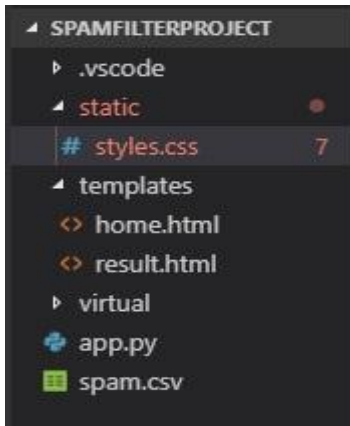 SPAMFILTERPROJECT
.vscode
static
# styles.css 7
templates
<> home.html
<> result.html
virtual
app.py
spam.csv